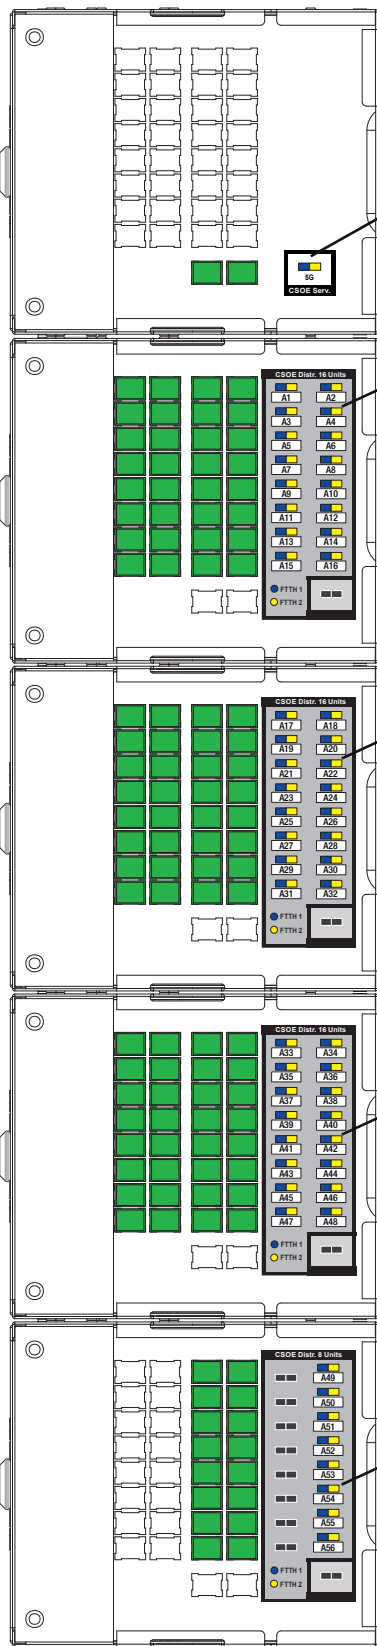 5G
CSOE Serv.
CSOE Distr. 16 Units
A1 A2
A3 A4
A5 A6
A7 A8
A9 A10
A11 A12
A13 A14
A15 A16
FTTH 1
FTTH 2
CSOE Distr. 16 Units
A17 A18
A19 A20
A21 A22
A23 A24
A25 A26
A27 A28
A29 A30
A31 A32
FTTH 1
FTTH 2
CSOE Distr. 16 Units
A33 A34
A35 A36
A37 A38
A39 A40
A41 A42
A43 A44
A45 A46
A47 A48
FTTH 1
FTTH 2
CSOE Distr. 8 Units
A49
A50
A51
A52
A53
A54
A55
A56
FTTH 1
FTTH 2